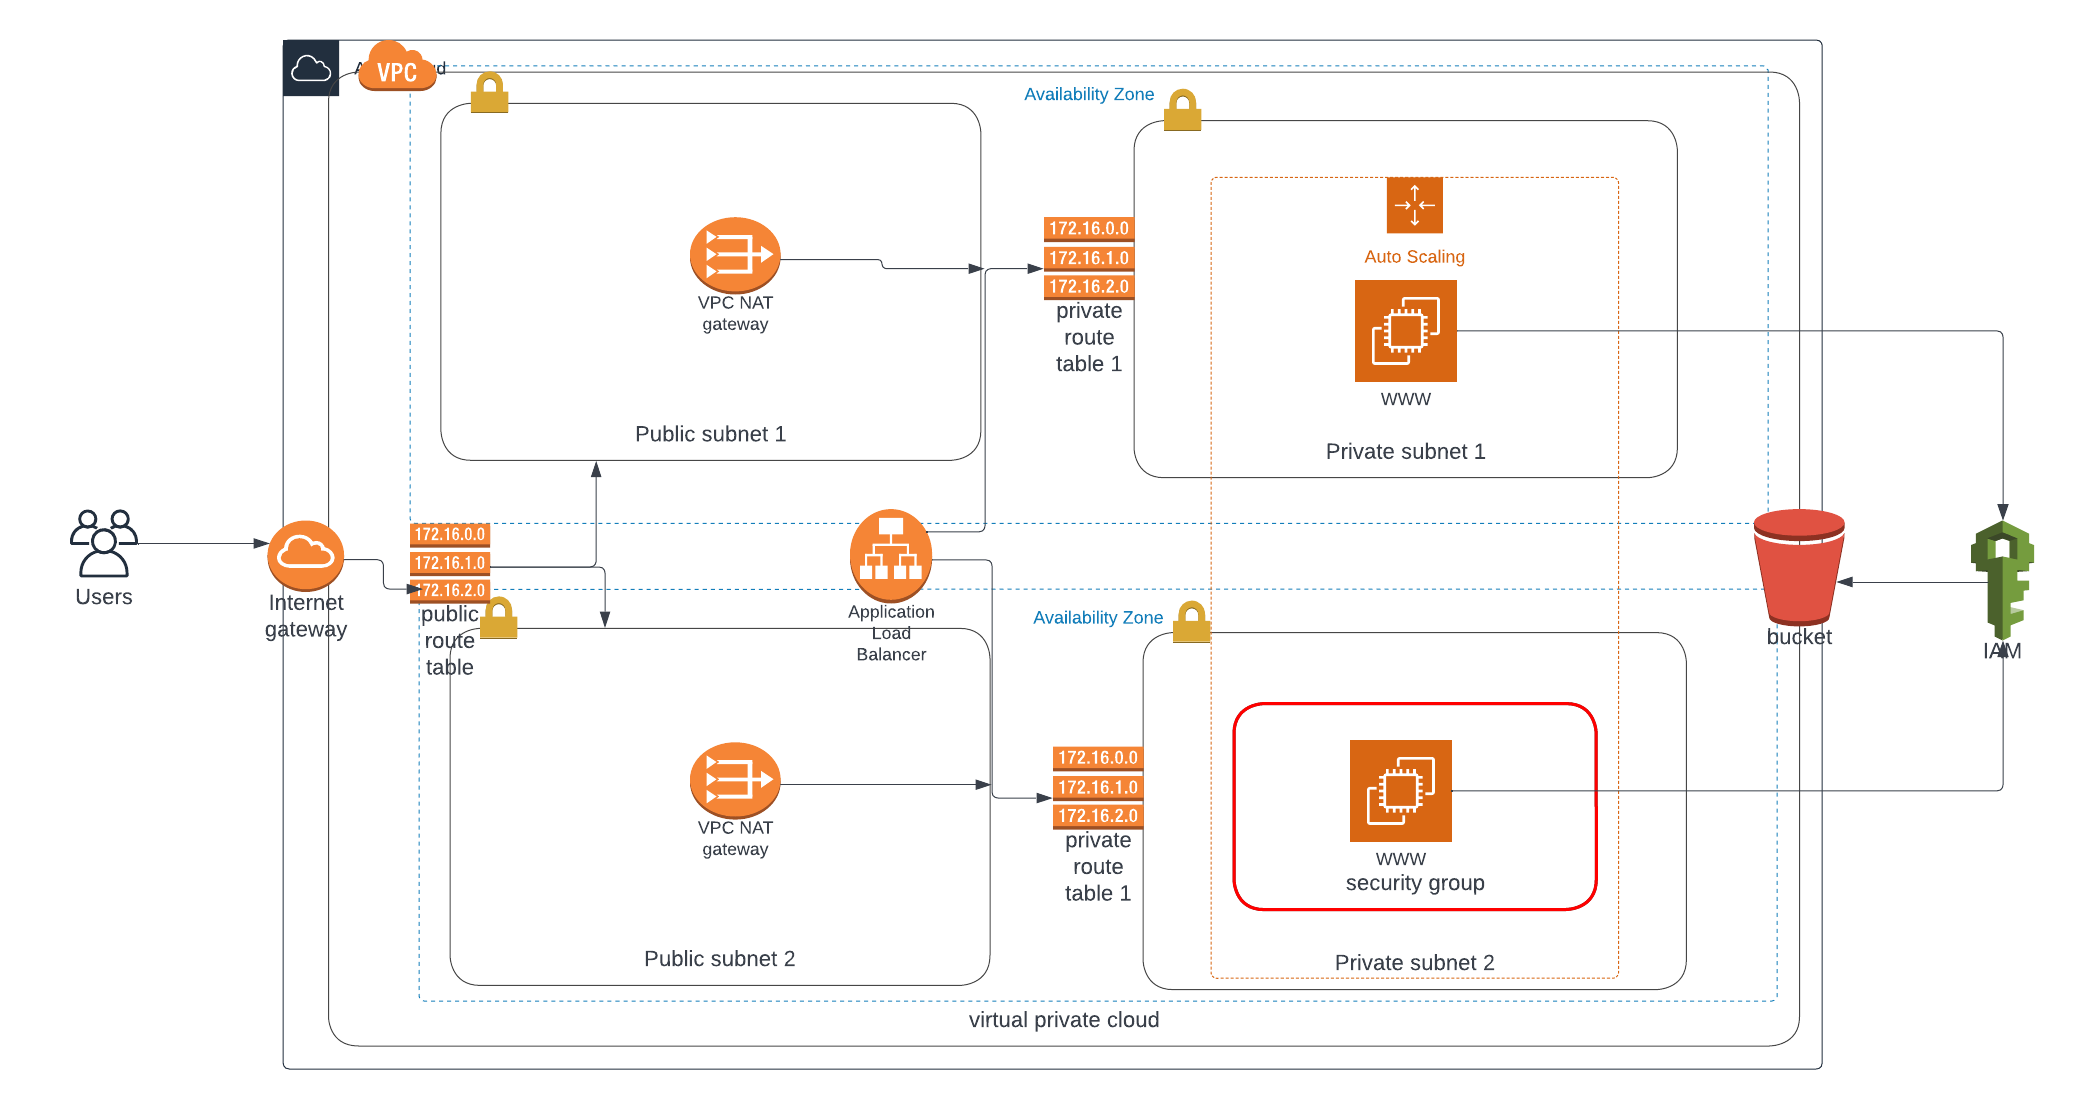 VPC
Availability Zone
172.16.0.0
172.16.1.0
172.16.2.0
private
route
table 1
Auto Scaling
VPC NAT
gateway
www
Public subnet 1
Private subnet 1
Users
Internet
gateway
172.16.0.0
172.16.1.0
172.16.2.0
public
route
table
Application
Load
Balancer
Availability Zone
bucket
IAM
172.16.0.0
172.16.1.0
172.16.2.0
private
route
table 1
VPC NAT
gateway
www
security group
Public subnet 2
Private subnet 2
virtual private cloud